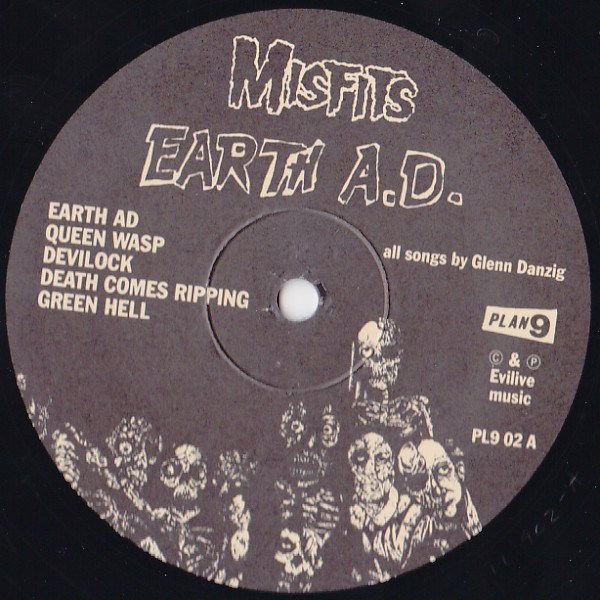 MISFITS
EARTH A.D.
EARTH AD
QUEEN WASP
DEVILOCK
DEATH COMES RIPPING
GREEN HELL
all songs by Glenn Danzig
PLAN 9
Ⓒ & Ⓟ
Evilive
music
PL9 02 A